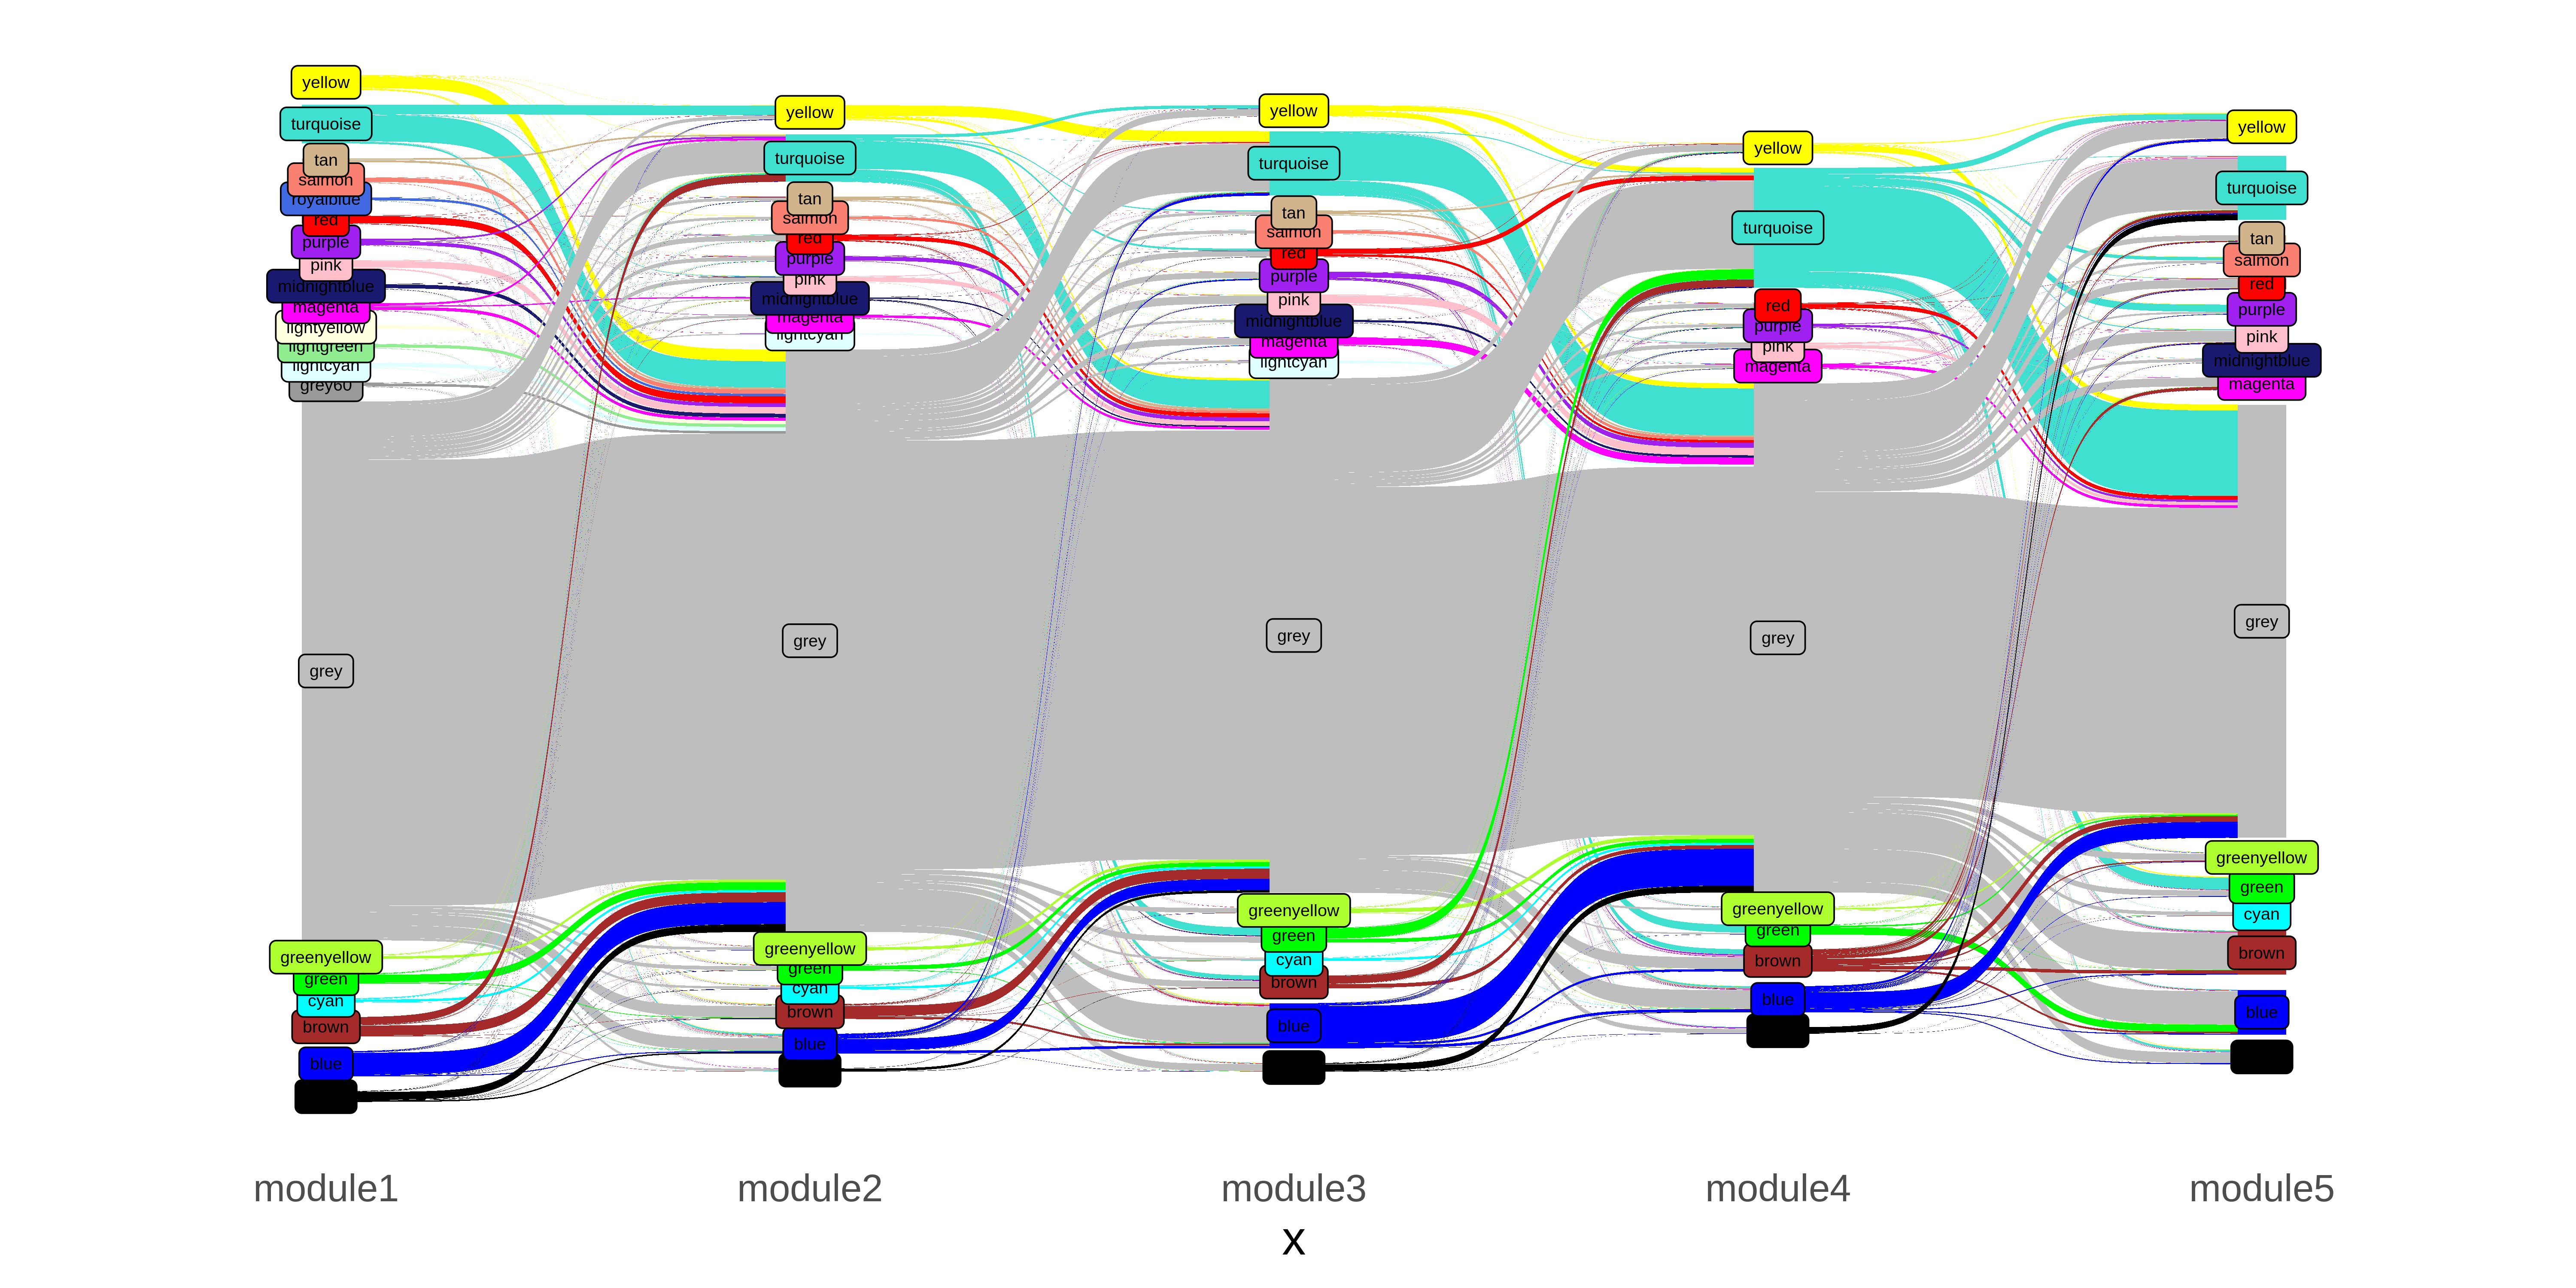 yellow
turquoise
tan
salmon
royalblue
red
purple
pink
midnightblue
magenta
lightyellow
lightgreen
lightcyan
grey60
grey
greenyellow
green
cyan
brown
blue
module1
yellow
turquoise
tan
salmon
red
purple
pink
midnightblue
magenta
lightcyan
grey
greenyellow
green
cyan
brown
blue
module2
yellow
turquoise
tan
salmon
red
purple
pink
midnightblue
magenta
lightcyan
grey
greenyellow
green
cyan
brown
blue
module3
yellow
turquoise
red
purple
pink
magenta
grey
greenyellow
green
brown
blue
module4
yellow
turquoise
tan
salmon
red
purple
pink
midnightblue
magenta
grey
greenyellow
green
cyan
brown
blue
module5
x